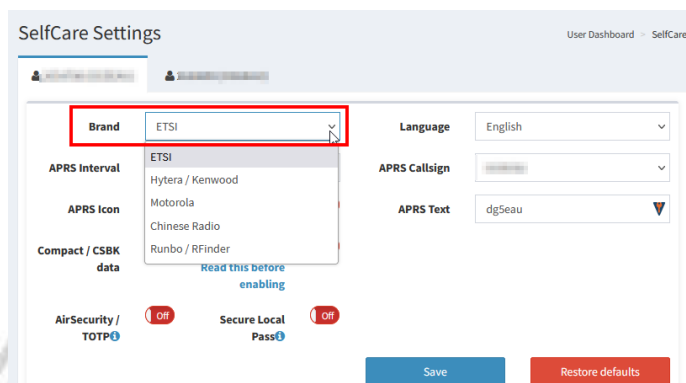 SelfCare Settings
User Dashboard > SelfCare
Brand ETSI Language English
ETSI
Hytera / Kenwood
Motorola
Chinese Radio
Runbo / RFinder
APRS Interval APRS Callsign
APRS Icon APRS Text dg5eau
Compact / CSBK
data Read this before
enabling
AirSecurity / Off Secure Local Off
TOTP Pass
Save Restore defaults